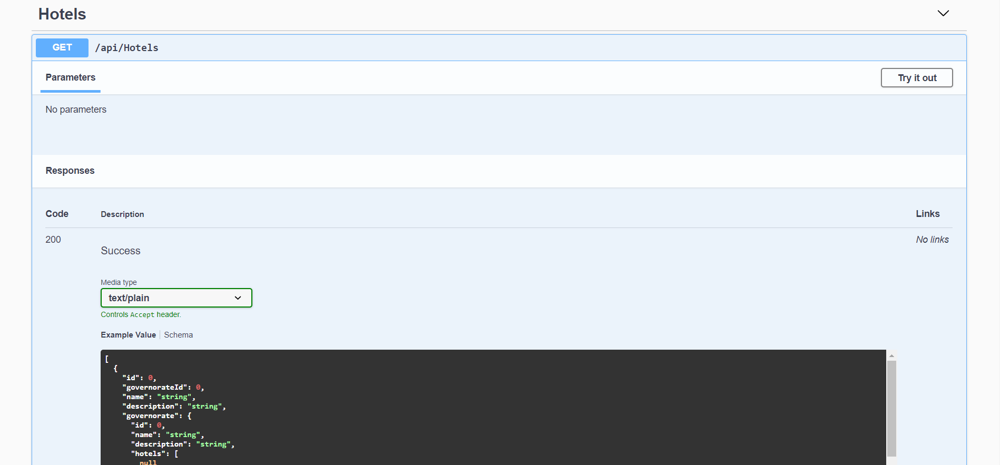 Hotels
GET /api/Hotels
Parameters Try it out
No parameters
Responses
Code Description Links
200 No links
Success
Media type
text/plain
Controls Accept header.
Example Value Schema
[
{
"id": 0,
"governorateId": 0,
"name": "string",
"description": "string",
"governorate": {
"id": 0,
"name": "string",
"description": "string",
"hotels": [
null